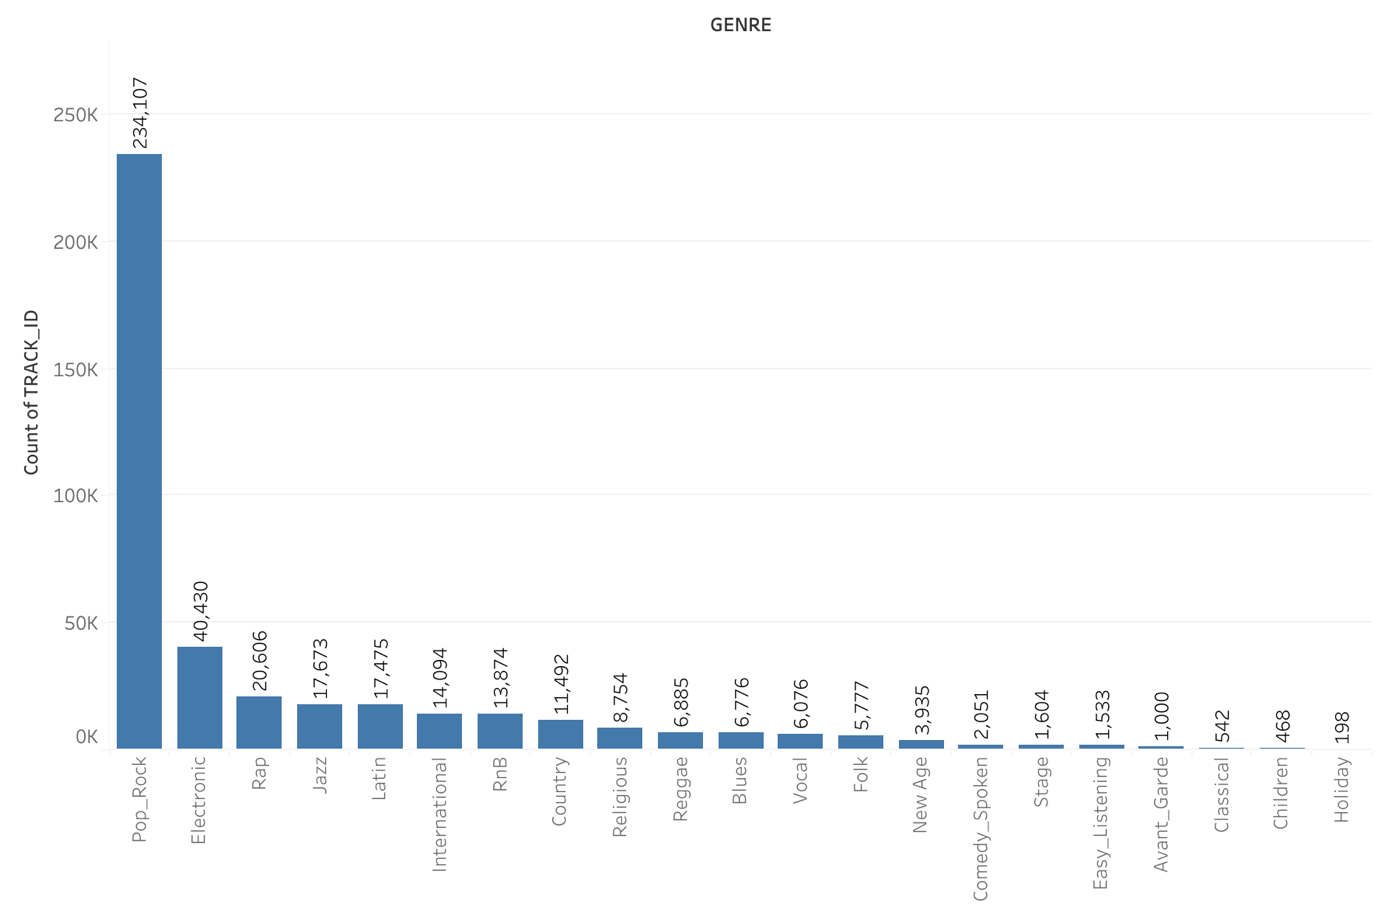 GENRE
Count of TRACK_ID
250K
200K
150K
100K
50K
0K
234,107
40,430
20,606
17,673
17,475
14,094
13,874
11,492
8,754
6,885
6,776
6,076
5,777
3,935
2,051
1,604
1,533
1,000
542
468
198
Pop_Rock
Electronic
Rap
Jazz
Latin
International
RnB
Country
Religious
Reggae
Blues
Vocal
Folk
New Age
Comedy_Spoken
Stage
Easy_Listening
Avant_Garde
Classical
Children
Holiday